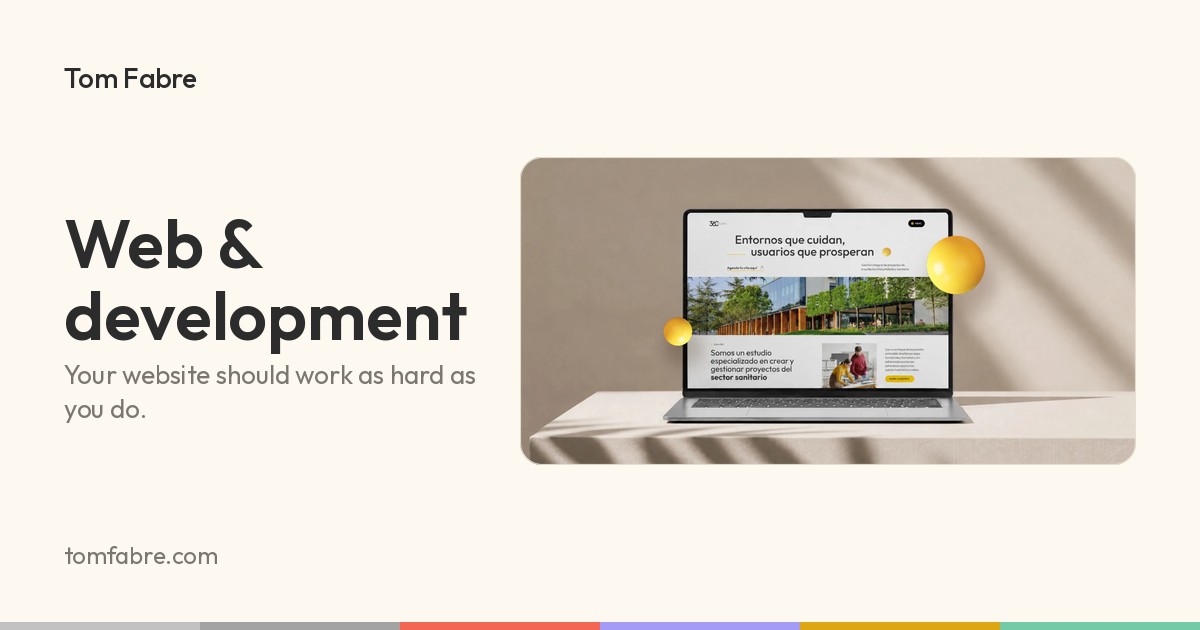 Tom Fabre
Web &
development
Your website should work as hard as
you do.
tomfabre.com
Entornos que cuidan,
usuarios que prosperan
Somos un estudio
especializado en crear y
gestionar proyectos del
sector sanitario